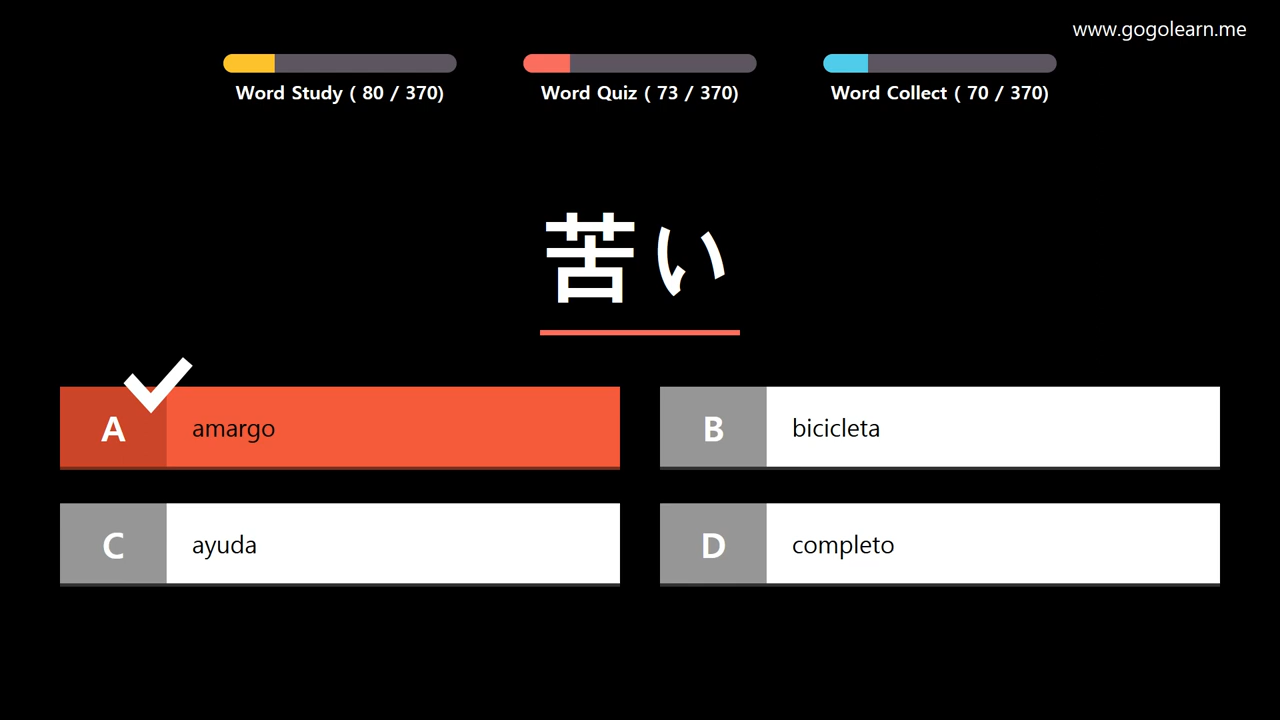 www.gogolearn.me
Word Study ( 80 / 370)
Word Quiz ( 73 / 370)
Word Collect ( 70 / 370)
苦い
A amargo
B bicicleta
C ayuda
D completo